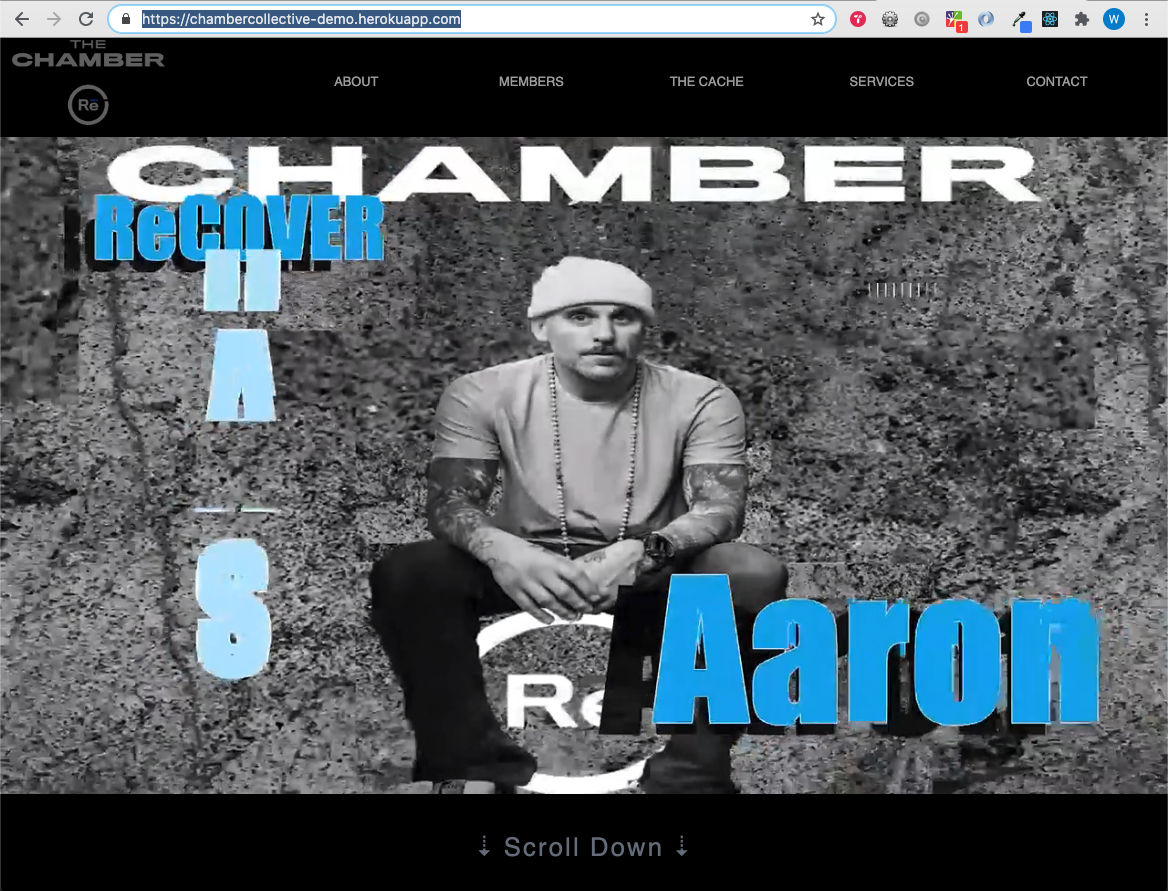 https://chambercollective-demo.herokuapp.com
1
W
THE
CHAMBER
Re
ABOUT
MEMBERS
THE CACHE
SERVICES
CONTACT
CHAMBER
ReCOVER
S
Re
Aaron
⇣ Scroll Down ⇣